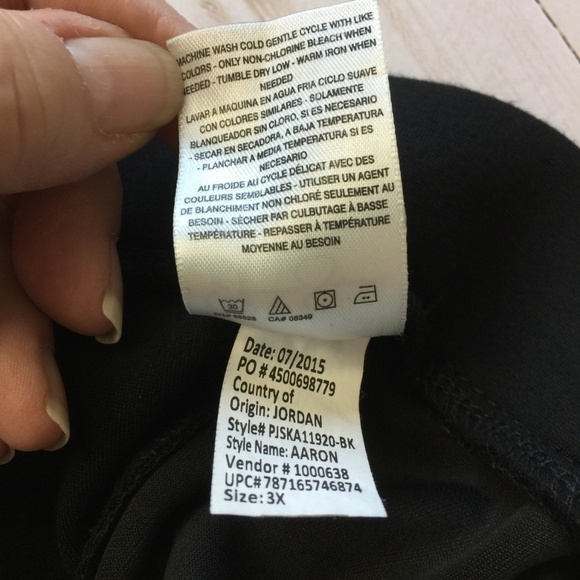 MACHINE WASH COLD GENTLE CYCLE WITH LIKE
COLORS - ONLY NON-CHLORINE BLEACH WHEN
NEEDED - TUMBLE DRY LOW - WARM IRON WHEN
NEEDED
LAVAR A MAQUINA EN AGUA FRIA CICLO SUAVE
CON COLORES SIMILARES - SOLAMENTE
BLANQUEADOR SIN CLORO, SI ES NECESARIO
- SECAR EN SECADORA, A BAJA TEMPERATURA
- PLANCHAR A MEDIA TEMPERATURA SI ES
NECESARIO
AU FROIDE AU CYCLE DÉLICAT AVEC DES
COULEURS SEMBLABLES - UTILISER UN AGENT
DE BLANCHIMENT NON CHLORÉ SEULEMENT AU
BESOIN - SÉCHER PAR CULBUTAGE À BASSE
TEMPÉRATURE - REPASSER À TEMPÉRATURE
MOYENNE AU BESOIN
30
CA# 08349
Date: 07/2015
PO # 4500698779
Country of
Origin: JORDAN
Style# PJSKA11920-BK
Style Name: AARON
Vendor # 1000638
UPC# 787165746874
Size: 3X